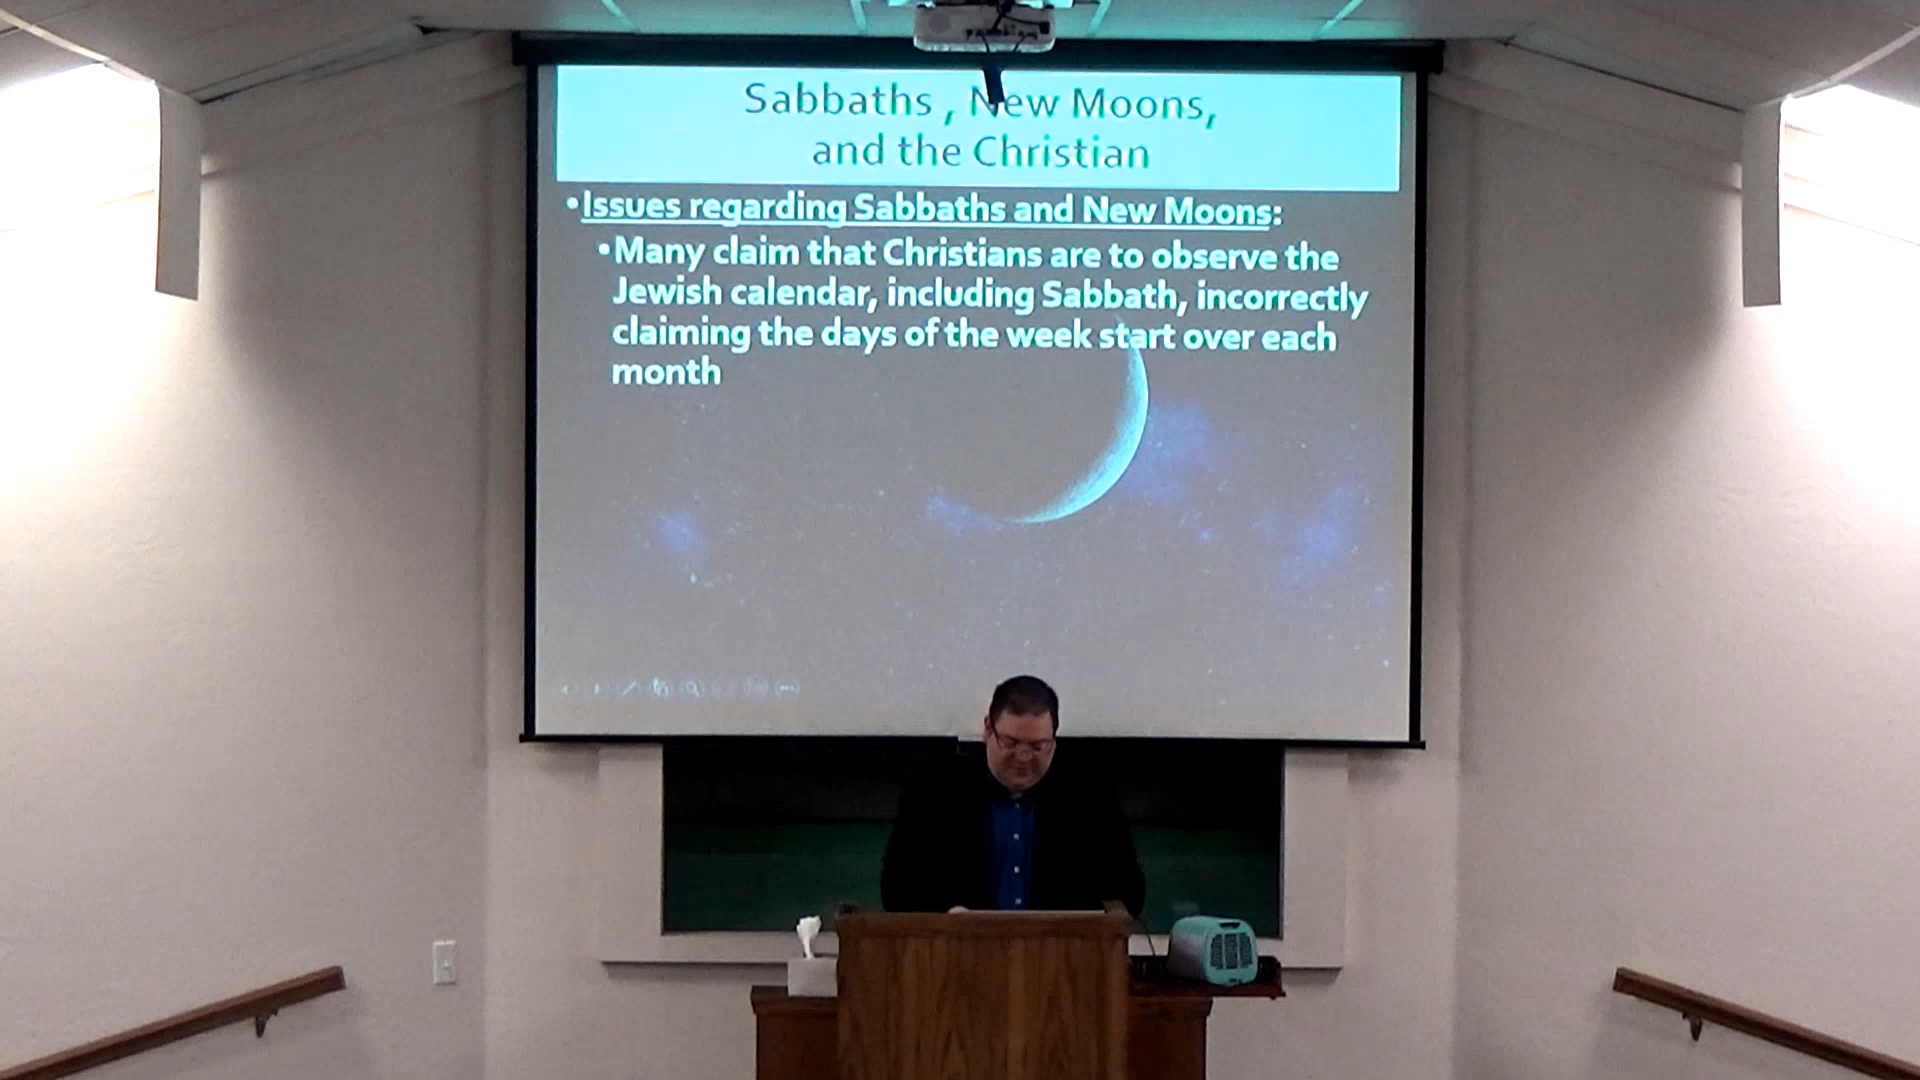 Sabbaths , New Moons,
and the Christian
•Issues regarding Sabbaths and New Moons:
•Many claim that Christians are to observe the
Jewish calendar, including Sabbath, incorrectly
claiming the days of the week start over each
month